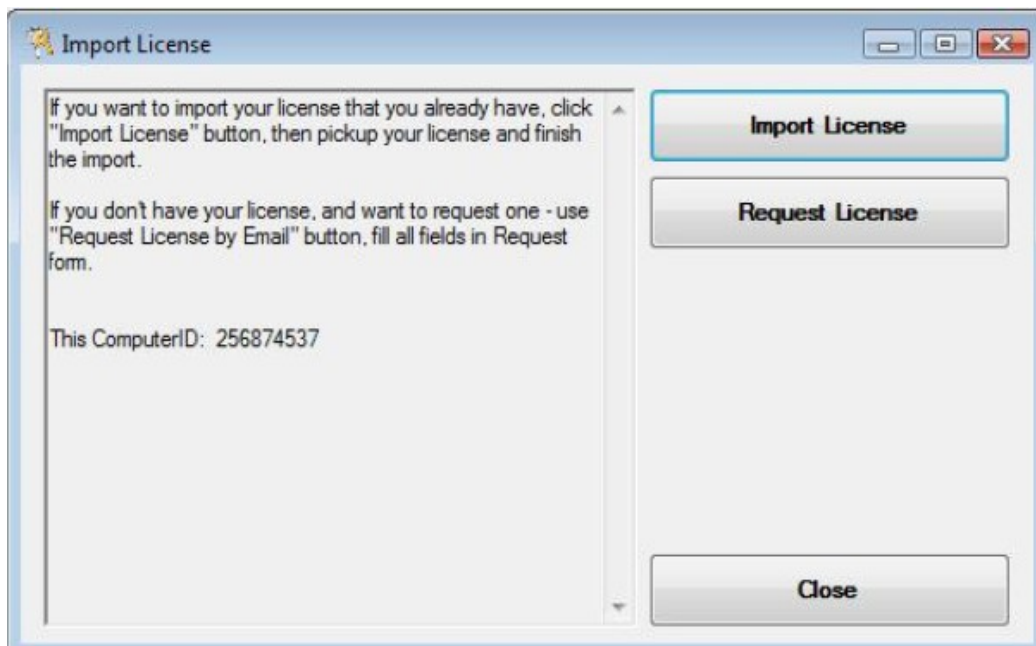 Import License
If you want to import your license that you already have, click
"Import License" button, then pickup your license and finish
the import.
If you don't have your license, and want to request one - use
"Request License by Email" button, fill all fields in Request
form.
This ComputerID:  256874537
Import License
Request License
Close